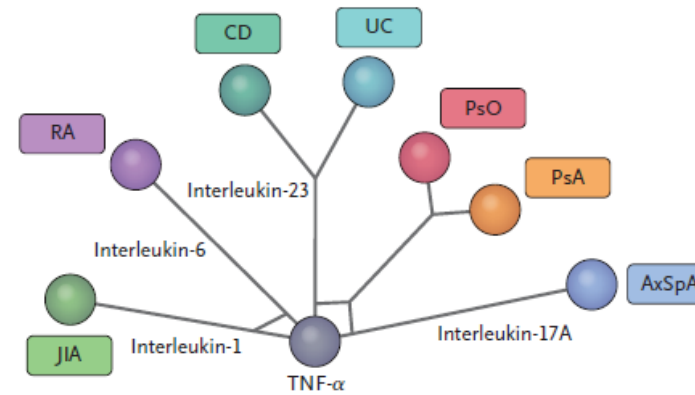 CD
UC
PsO
RA
PsA
Interleukin-23
Interleukin-6
AxSpA
Interleukin-17A
Interleukin-1
JIA
TNF-α